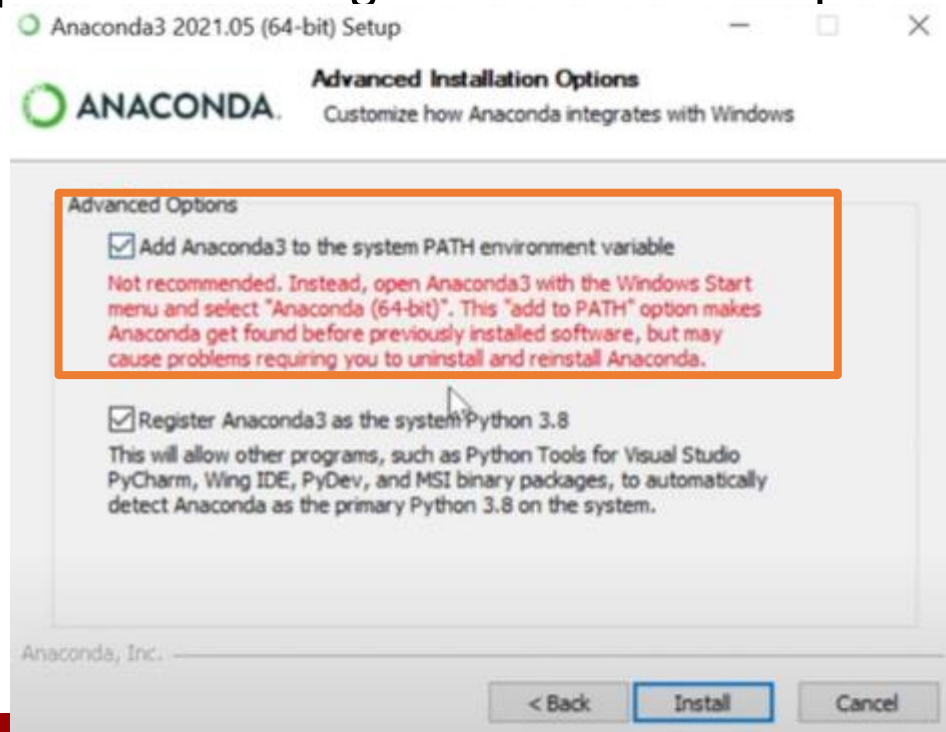 Anaconda3 2021.05 (64-bit) Setup
ANACONDA.
Advanced Installation Options
Customize how Anaconda integrates with Windows
Advanced Options
Add Anaconda3 to the system PATH environment variable
Not recommended. Instead, open Anaconda3 with the Windows Start
menu and select "Anaconda (64-bit)". This "add to PATH" option makes
Anaconda get found before previously installed software, but may
cause problems requiring you to uninstall and reinstall Anaconda.
Register Anaconda3 as the system Python 3.8
This will allow other programs, such as Python Tools for Visual Studio
PyCharm, Wing IDE, PyDev, and MSI binary packages, to automatically
detect Anaconda as the primary Python 3.8 on the system.
Anaconda, Inc.
< Back
Install
Cancel